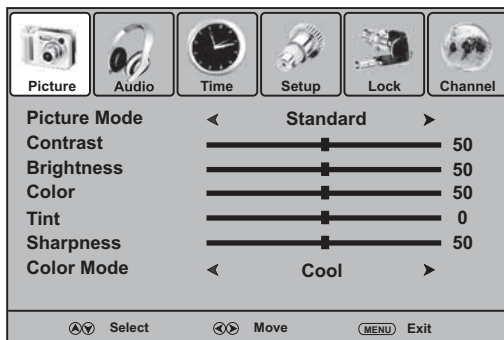 Picture Audio Time Setup Lock Channel
Picture Mode Standard
Contrast 50
Brightness 50
Color 50
Tint 0
Sharpness 50
Color Mode Cool
Select Move MENU Exit